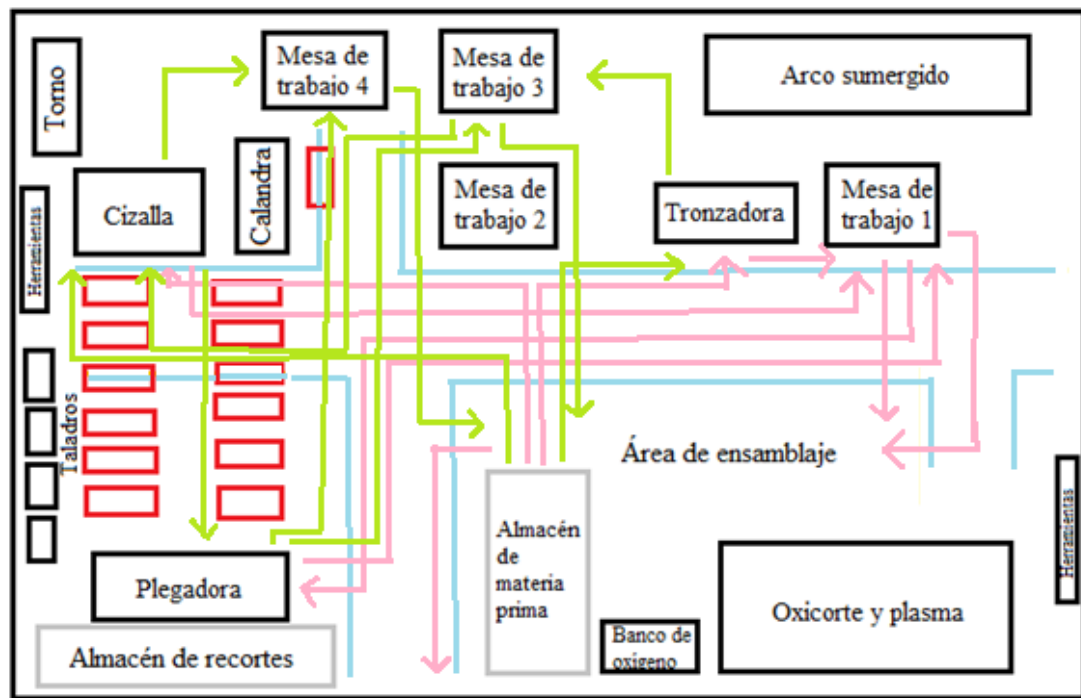 Torno
Mesa de
trabajo 4
Mesa de
trabajo 3
Arco sumergido
Cizalla
Calandra
Mesa de
trabajo 2
Tronzadora
Mesa de
trabajo 1
Herramientas
Taladros
Área de ensamblaje
Almacén
de
materia
prima
Herramientas
Plegadora
Oxicorte y plasma
Banco de
oxígeno
Almacén de recortes